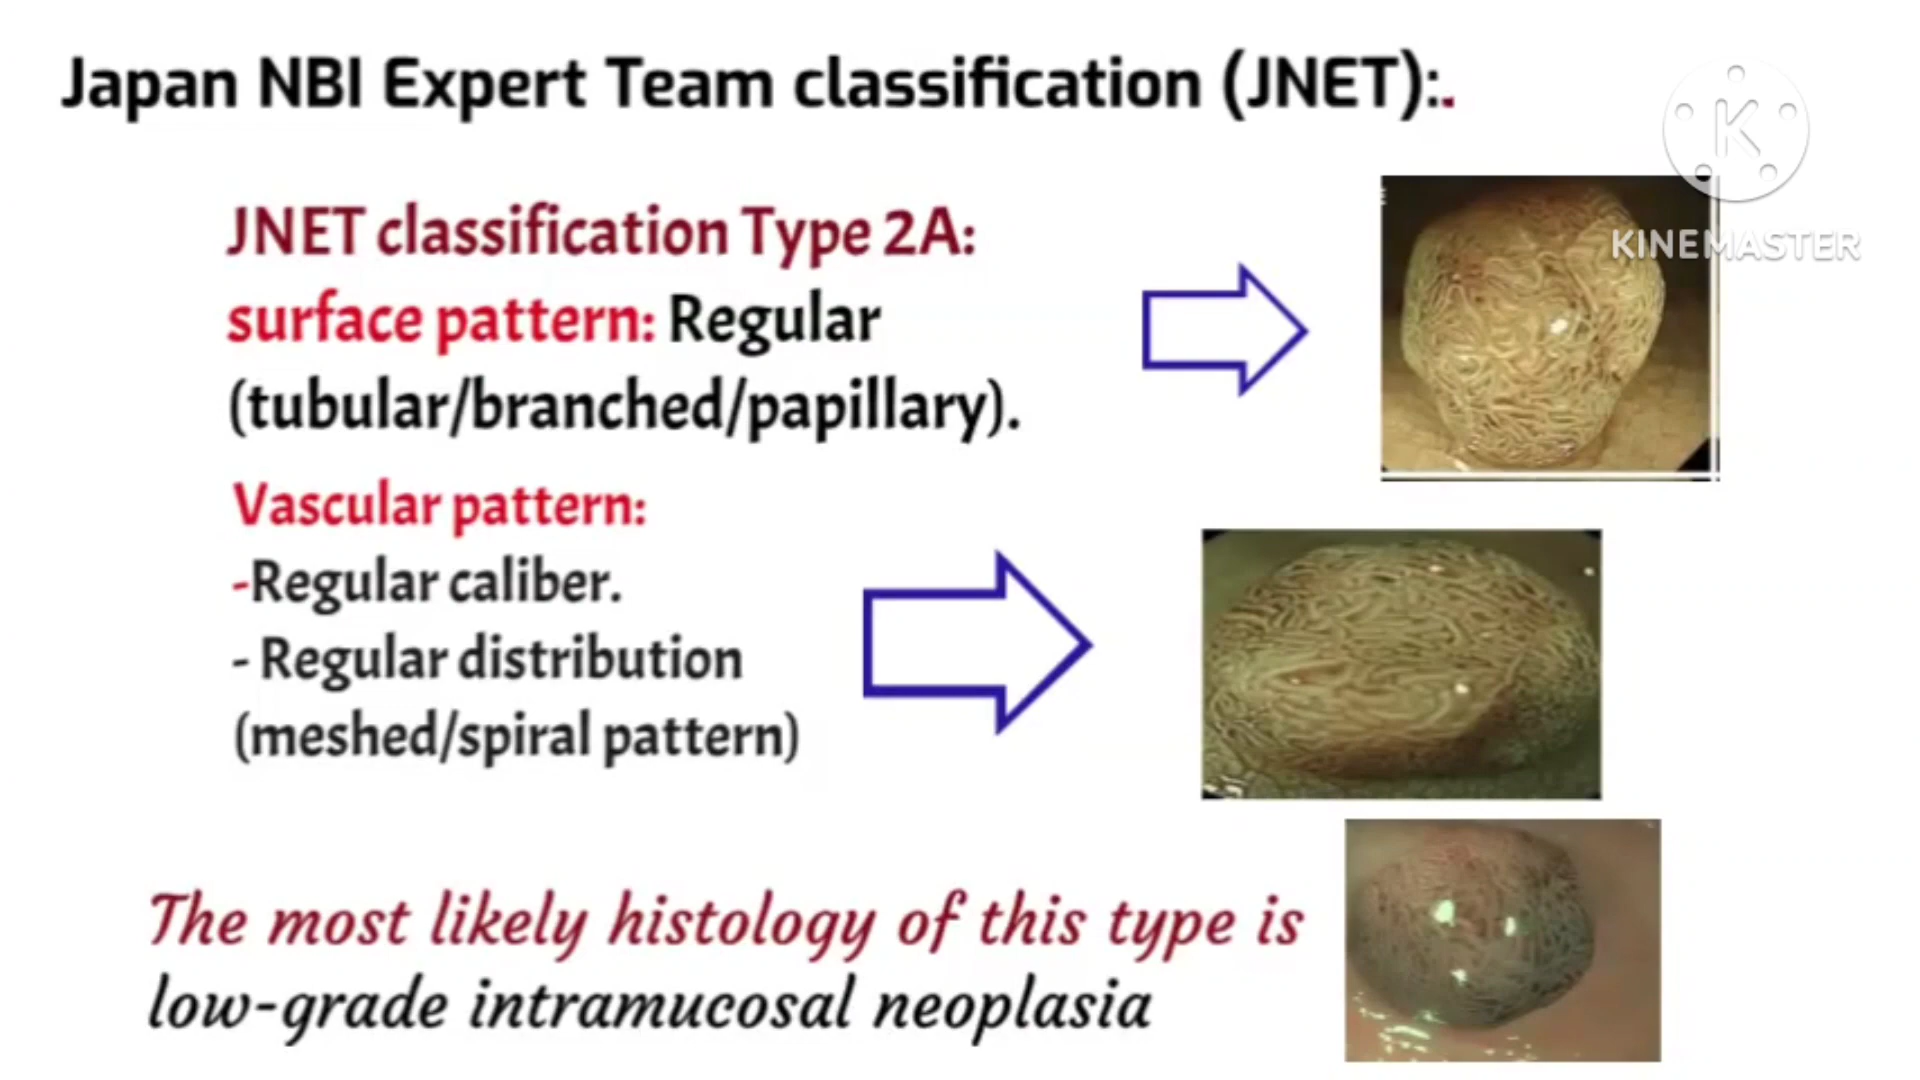 Japan NBI Expert Team classification (JNET):.
K
KINEMASTER
JNET classification Type 2A:
surface pattern: Regular
(tubular/branched/papillary).
Vascular pattern:
-Regular caliber.
- Regular distribution
(meshed/spiral pattern)
The most likely histology of this type is
low-grade intramucosal neoplasia